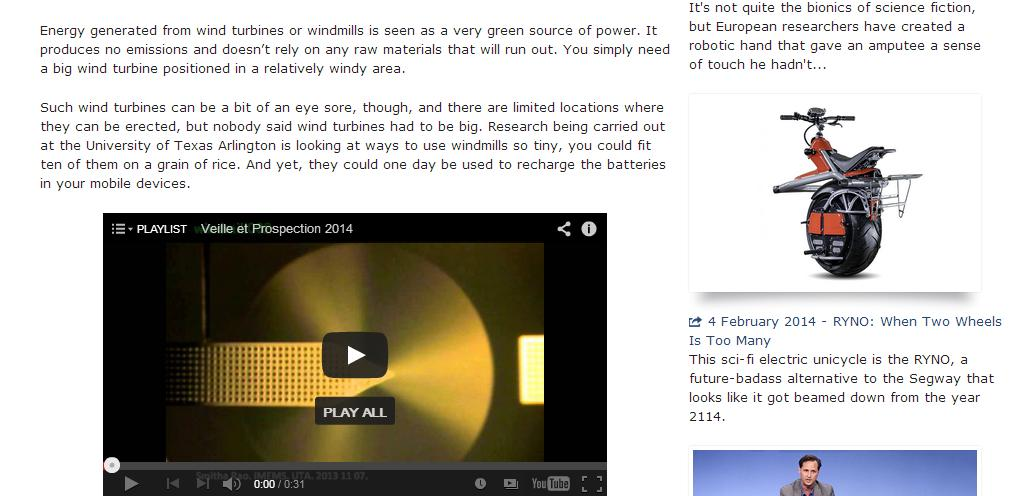 Energy generated from wind turbines or windmills is seen as a very green source of power. It
produces no emissions and doesn’t rely on any raw materials that will run out. You simply need
a big wind turbine positioned in a relatively windy area.
Such wind turbines can be a bit of an eye sore, though, and there are limited locations where
they can be erected, but nobody said wind turbines had to be big. Research being carried out
at the University of Texas Arlington is looking at ways to use windmills so tiny, you could fit
ten of them on a grain of rice. And yet, they could one day be used to recharge the batteries
in your mobile devices.
PLAYLIST Veille et Prospection 2014
PLAY ALL
Smitha Rao, iMEMS, UTA, 2013 11 07,
0:00 / 0:31
YouTube
It's not quite the bionics of science fiction,
but European researchers have created a
robotic hand that gave an amputee a sense
of touch he hadn't...
4 February 2014 - RYNO: When Two Wheels
Is Too Many
This sci-fi electric unicycle is the RYNO, a
future-badass alternative to the Segway that
looks like it got beamed down from the year
2114.